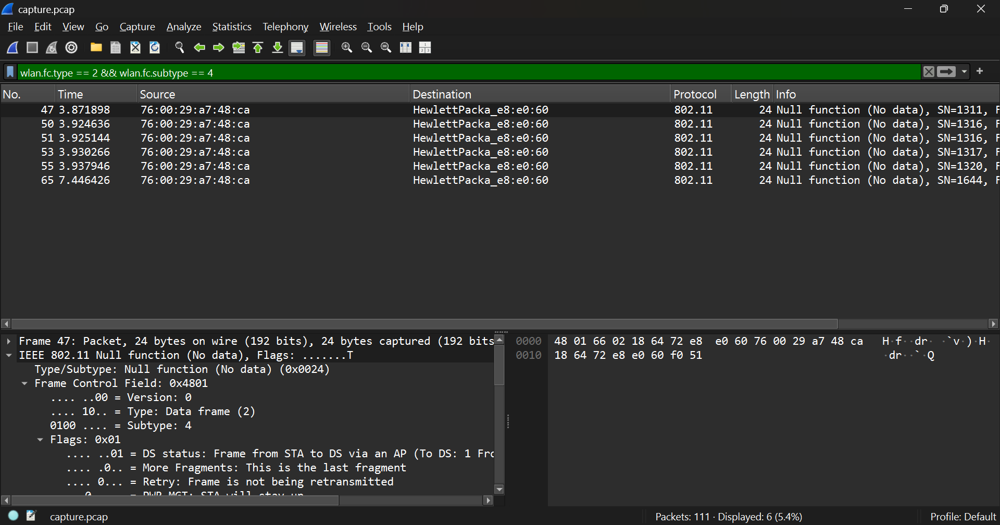 capture.pcap
File Edit View Go Capture Analyze Statistics Telephony Wireless Tools Help
wlan.fc.type == 2 && wlan.fc.subtype == 4
No. Time Source Destination Protocol Length Info
47 3.871898 76:00:29:a7:48:ca HewlettPacka_e8:e0:60 802.11 24 Null function (No data), SN=1311, F
50 3.924636 76:00:29:a7:48:ca HewlettPacka_e8:e0:60 802.11 24 Null function (No data), SN=1316, F
51 3.925144 76:00:29:a7:48:ca HewlettPacka_e8:e0:60 802.11 24 Null function (No data), SN=1316, F
53 3.930266 76:00:29:a7:48:ca HewlettPacka_e8:e0:60 802.11 24 Null function (No data), SN=1317, F
55 3.937946 76:00:29:a7:48:ca HewlettPacka_e8:e0:60 802.11 24 Null function (No data), SN=1320, F
65 7.446426 76:00:29:a7:48:ca HewlettPacka_e8:e0:60 802.11 24 Null function (No data), SN=1644, F
Frame 47: Packet, 24 bytes on wire (192 bits), 24 bytes captured (192 bits
IEEE 802.11 Null function (No data), Flags: .......T
Type/Subtype: Null function (No data) (0x0024)
Frame Control Field: 0x4801
.... ..00 = Version: 0
.... 10.. = Type: Data frame (2)
0100 .... = Subtype: 4
Flags: 0x01
.... ..01 = DS status: Frame from STA to DS via an AP (To DS: 1 Fro
.... .0.. = More Fragments: This is the last fragment
.... 0... = Retry: Frame is not being retransmitted
0 = PWR MGT: STA will stay up
0000 48 01 66 02 18 64 72 e8 e0 60 76 00 29 a7 48 ca H·f··dr· ·`v·)·H·
0010 18 64 72 e8 e0 60 f0 51 ·dr··`·Q
capture.pcap
Packets: 111 · Displayed: 6 (5.4%)
Profile: Default